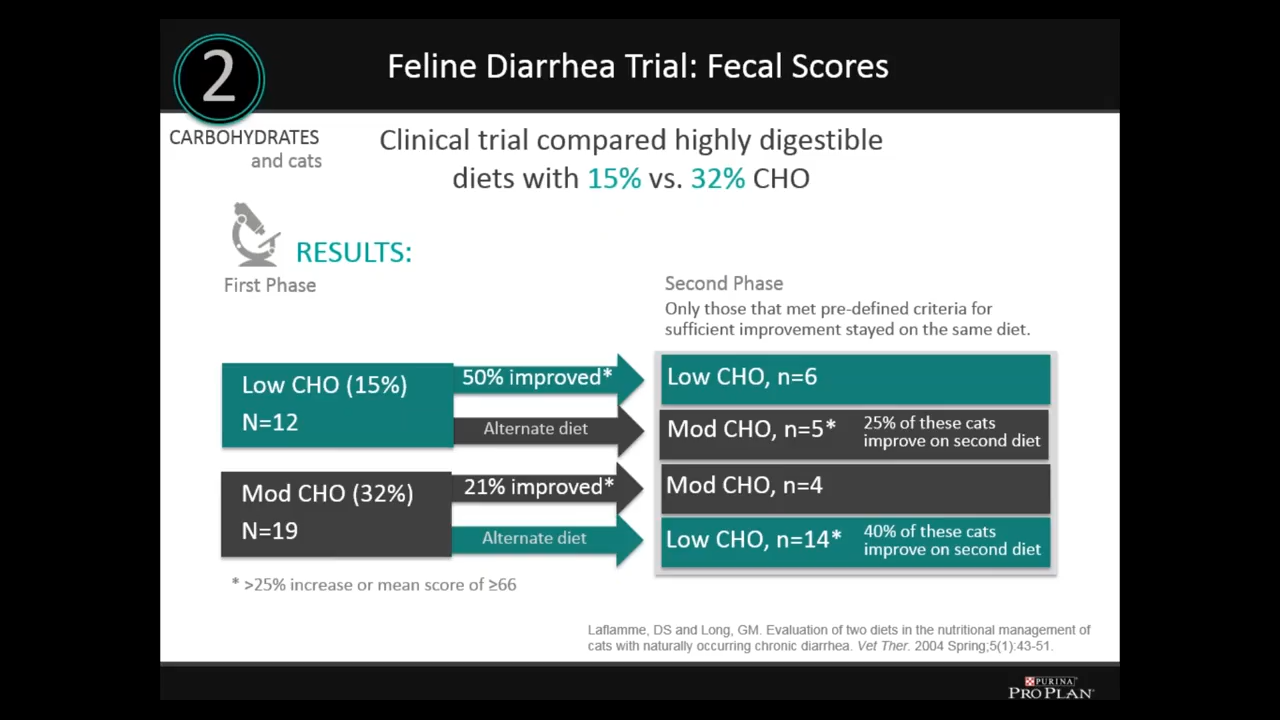 2
Feline Diarrhea Trial: Fecal Scores
CARBOHYDRATES
and cats
Clinical trial compared highly digestible
diets with 15% vs. 32% CHO
RESULTS:
First Phase
Second Phase
Only those that met pre-defined criteria for
sufficient improvement stayed on the same diet.
Low CHO (15%)
N=12
50% improved*
Low CHO, n=6
Alternate diet
Mod CHO, n=5*
25% of these cats
improve on second diet
Mod CHO (32%)
N=19
21% improved*
Mod CHO, n=4
Alternate diet
Low CHO, n=14*
40% of these cats
improve on second diet
* >25% increase or mean score of ≥66
Laflamme, DS and Long, GM. Evaluation of two diets in the nutritional management of
cats with naturally occurring chronic diarrhea. Vet Ther. 2004 Spring;5(1):43-51.
PURINA
PRO PLAN